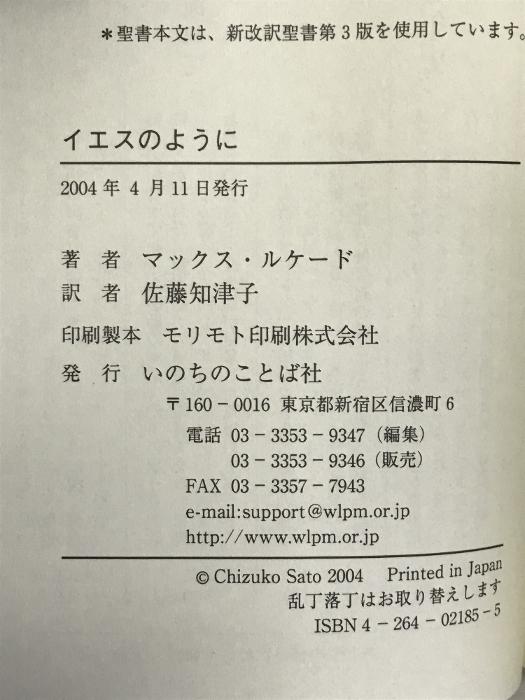 ＊聖書本文は、新改訳聖書第3版を使用しています。
イエスのように
2004年 4月11日発行
著 者 マックス・ルケード
訳 者 佐藤知津子
印刷製本 モリモト印刷株式会社
発 行 いのちのことば社
〒160－0016 東京都新宿区信濃町6
電話 03－3353－9347（編集）
03－3353－9346（販売）
FAX 03－3357－7943
e-mail:support@wlpm.or.jp
http://www.wlpm.or.jp
© Chizuko Sato 2004 Printed in Japan
乱丁落丁はお取り替えします
ISBN 4－264－02185－5